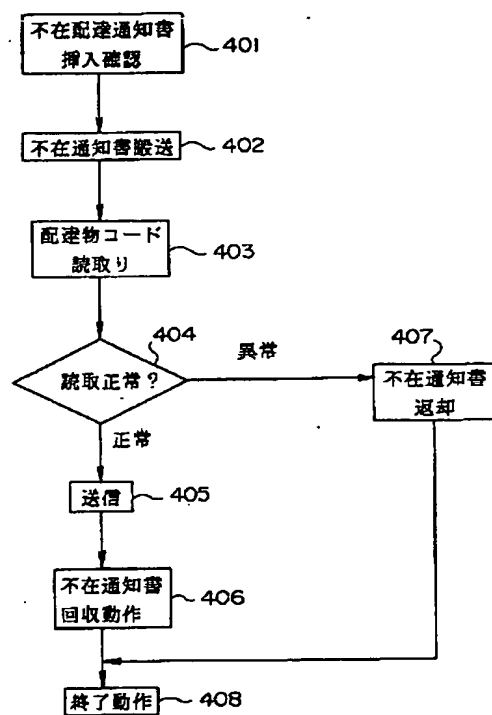 不在配達通知書
挿入確認
401
不在通知書搬送
402
配達物コード
読取り
403
404
読取正常?
異常
407
不在通知書
返却
正常
送信
405
不在通知書
回収動作
406
終了動作
408